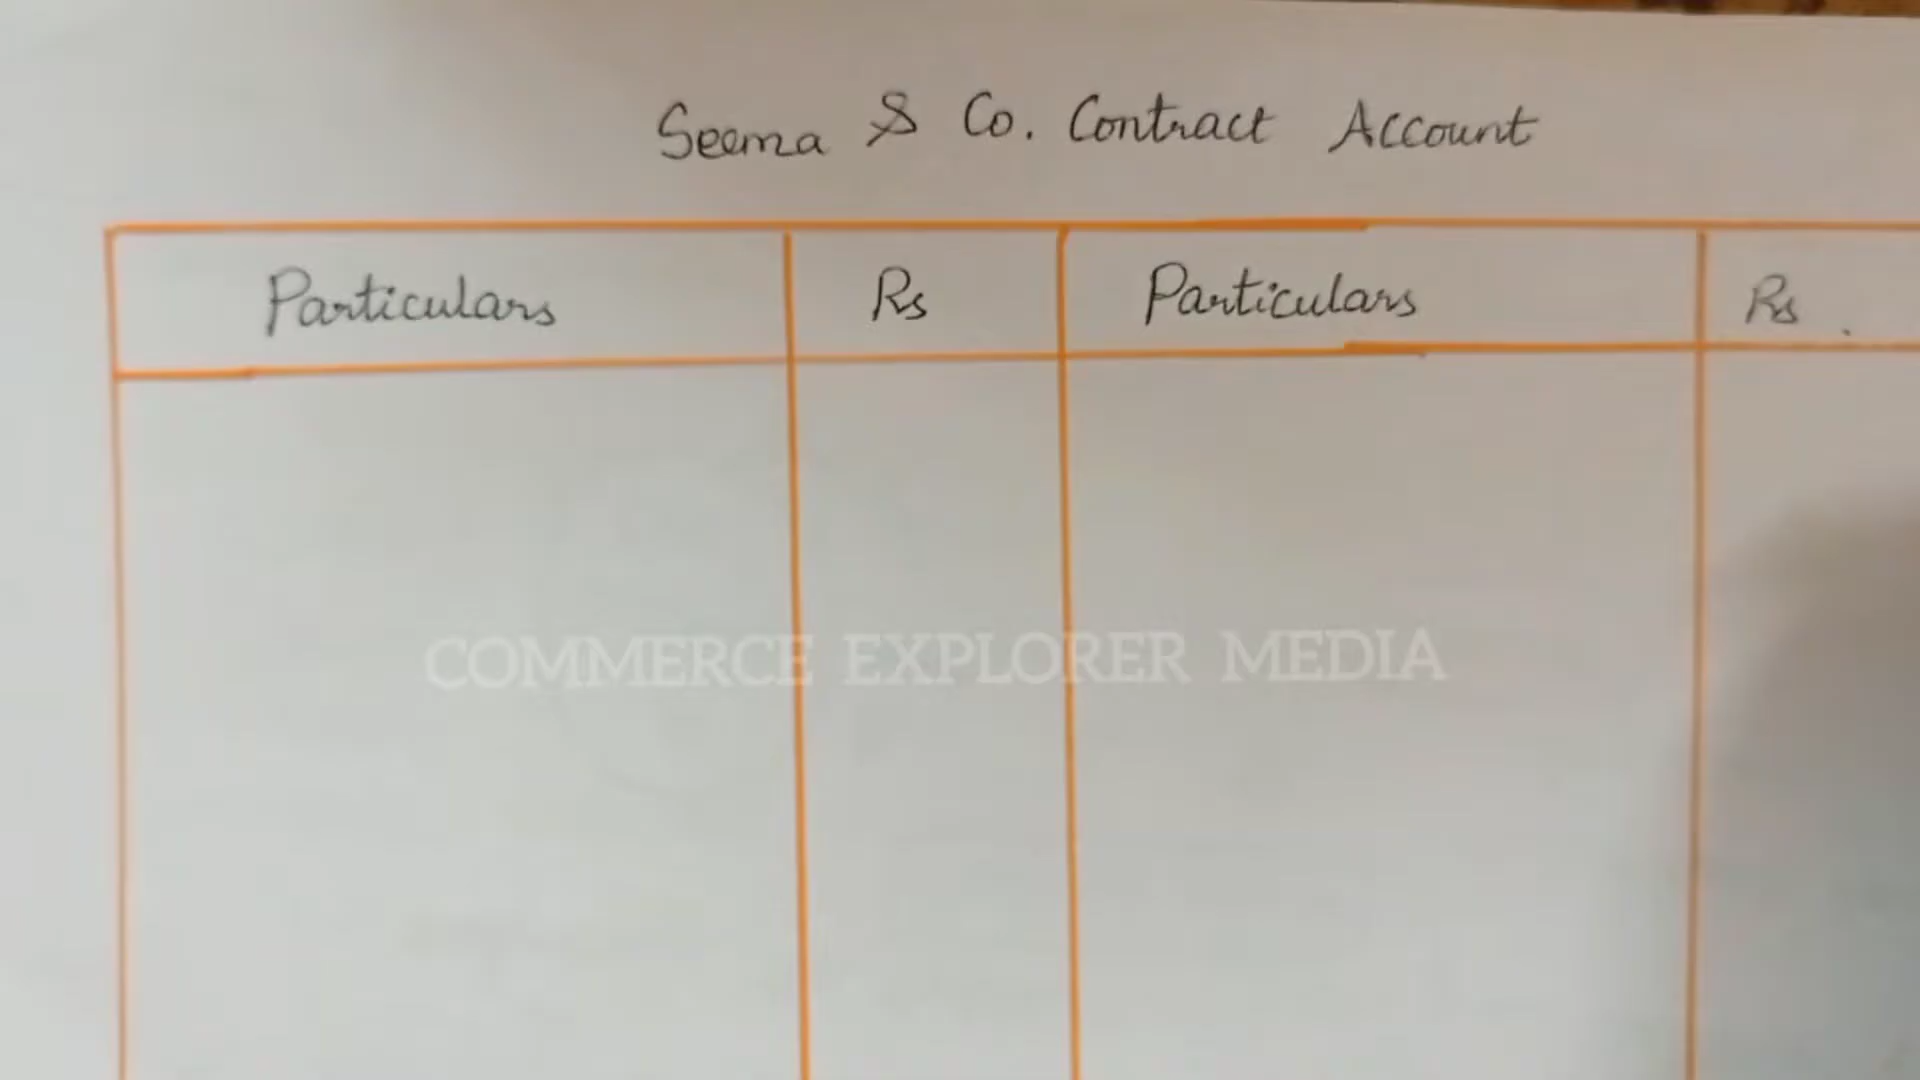 Seema & Co. Contract Account
Particulars Rs Particulars Rs.
COMMERCE EXPLORER MEDIA